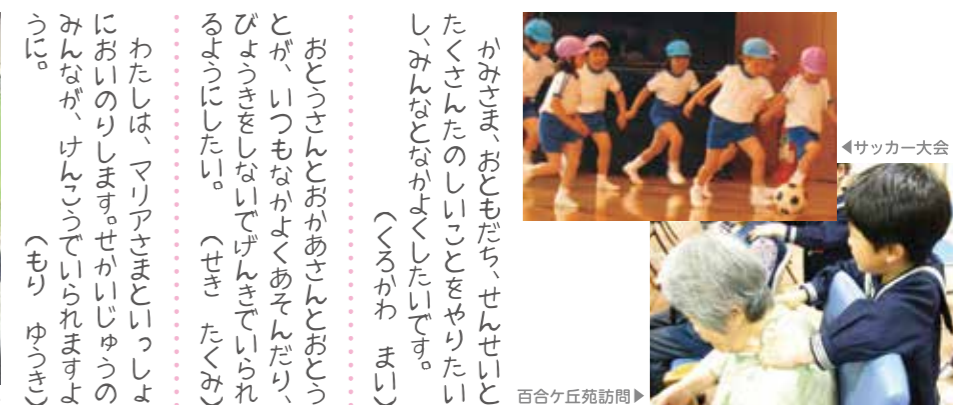 かみさま、おともだち、せんせいと
たくさんたのしいことをやりたい
し、みんなとなかよくしたいです。
(くろかわ　まい)
おとうさんとおかあさんとおとう
とが、いつもなかよくあそんだり、
びょうきをしないでげんきでいられ
るようにしたい。　(せき　たくみ)
わたしは、マリアさまといっしょ
においのりします。せかいじゅうの
みんなが、けんこうでいられますよ
うに。　(もり　ゆうき)
◀サッカー大会
百合ケ丘苑訪問▶